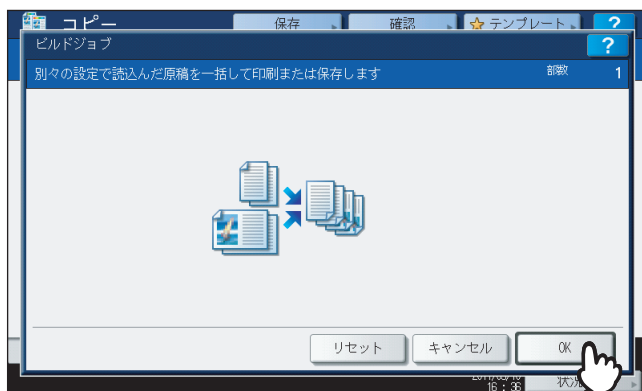 コピー 保存 確認 テンプレート ?
ビルドジョブ ?
別々の設定で読込んだ原稿を一括して印刷または保存します 部数 1
リセット キャンセル OK
16:36 状況